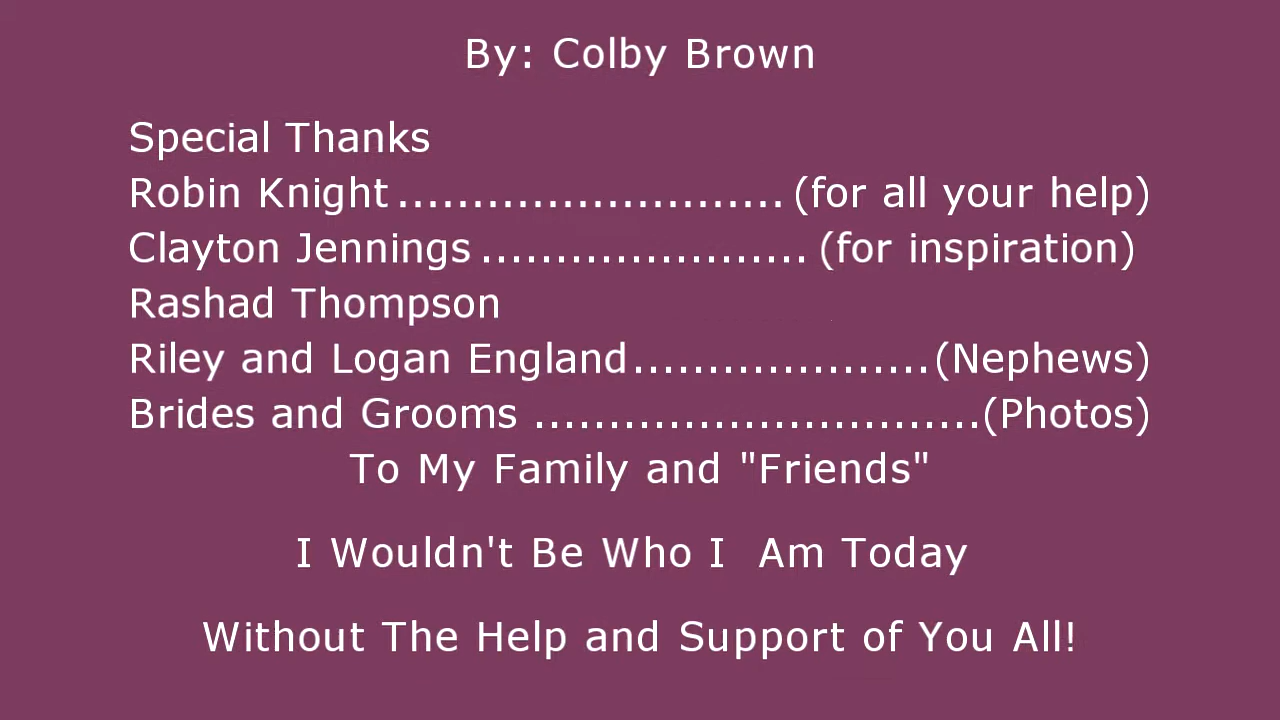 By: Colby Brown
Special Thanks
Robin Knight .......................... (for all your help)
Clayton Jennings ...................... (for inspiration)
Rashad Thompson
Riley and Logan England....................(Nephews)
Brides and Grooms ..............................(Photos)
To My Family and "Friends"
I Wouldn't Be Who I  Am Today
Without The Help and Support of You All!